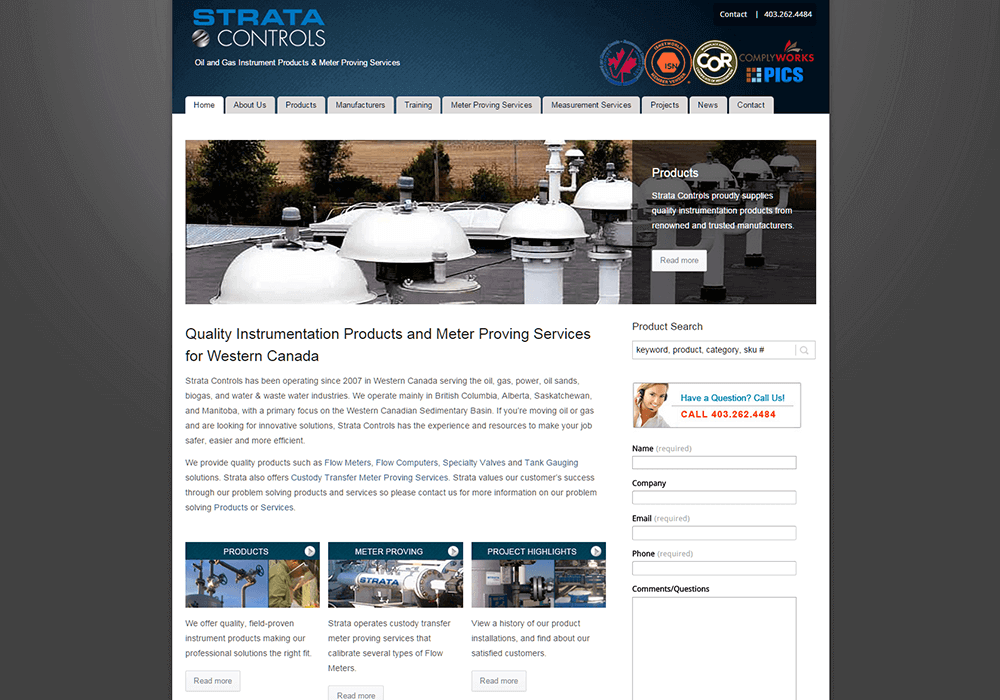 STRATA
CONTROLS
Oil and Gas Instrument Products & Meter Proving Services
Contact | 403.262.4484
ISN
COR
COMPLYWORKS
PICS
Home
About Us
Products
Manufacturers
Training
Meter Proving Services
Measurement Services
Projects
News
Contact
Products
Strata Controls proudly supplies
quality instrumentation products from
renowned and trusted manufacturers.
Read more
Quality Instrumentation Products and Meter Proving Services
for Western Canada
Strata Controls has been operating since 2007 in Western Canada serving the oil, gas, power, oil sands,
biogas, and water & waste water industries. We operate mainly in British Columbia, Alberta, Saskatchewan,
and Manitoba, with a primary focus on the Western Canadian Sedimentary Basin. If you're moving oil or gas
and are looking for innovative solutions, Strata Controls has the experience and resources to make your job
safer, easier and more efficient.
We provide quality products such as Flow Meters, Flow Computers, Specialty Valves and Tank Gauging
solutions. Strata also offers Custody Transfer Meter Proving Services. Strata values our customer's success
through our problem solving products and services so please contact us for more information on our problem
solving Products or Services.
PRODUCTS
We offer quality, field-proven
instrument products making our
professional solutions the right fit.
Read more
METER PROVING
STRATA
Strata operates custody transfer
meter proving services that
calibrate several types of Flow
Meters.
Read more
PROJECT HIGHLIGHTS
View a history of our product
installations, and find about our
satisfied customers.
Read more
Product Search
keyword, product, category, sku #
Have a Question? Call Us!
CALL 403.262.4484
Name (required)
Company
Email (required)
Phone (required)
Comments/Questions